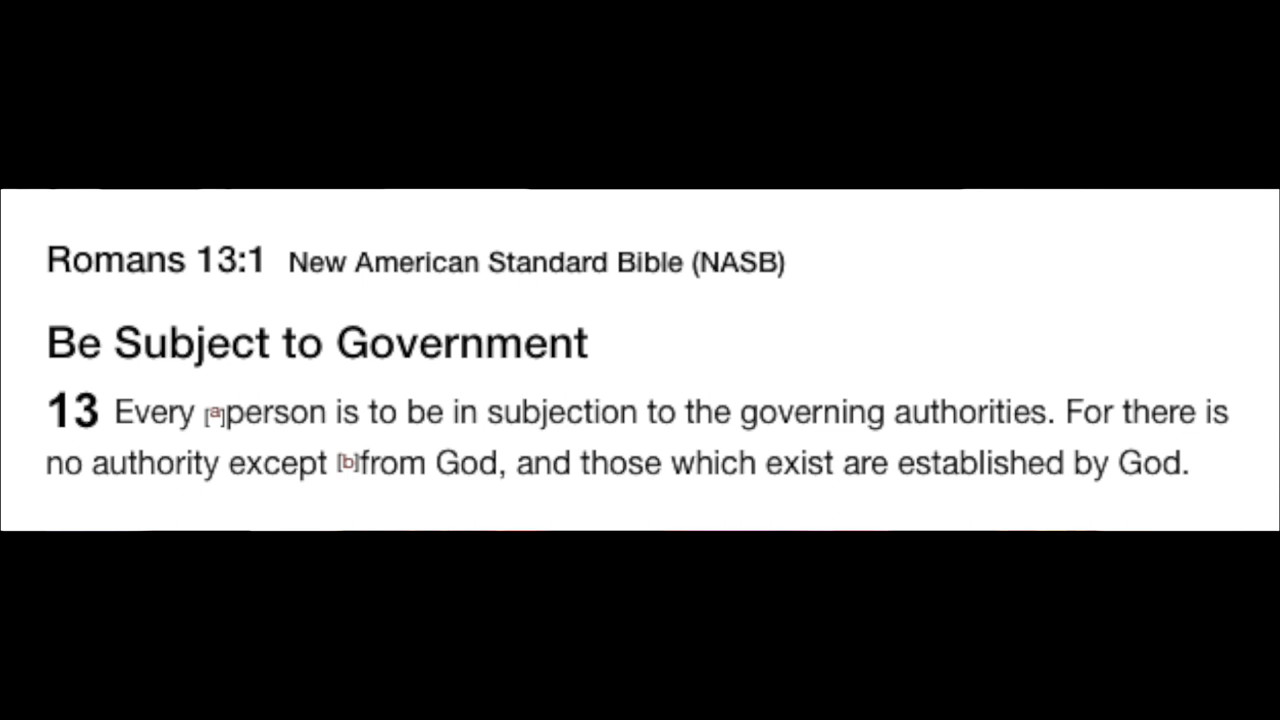 Romans 13:1 New American Standard Bible (NASB)
Be Subject to Government
13 Every [a]person is to be in subjection to the governing authorities. For there is
no authority except [b]from God, and those which exist are established by God.